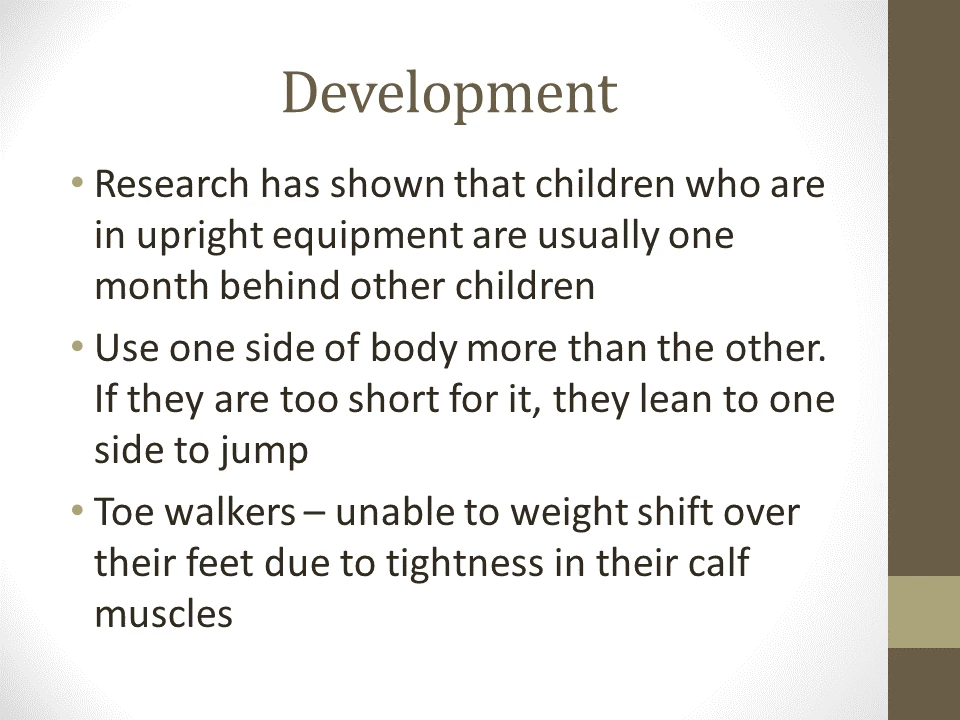 Development
• Research has shown that children who are
in upright equipment are usually one
month behind other children
• Use one side of body more than the other.
If they are too short for it, they lean to one
side to jump
• Toe walkers – unable to weight shift over
their feet due to tightness in their calf
muscles